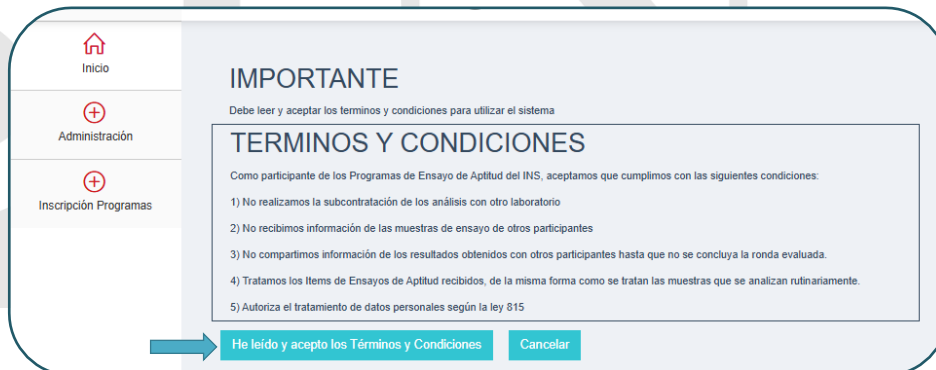 Inicio
Administración
Inscripción Programas
IMPORTANTE
Debe leer y aceptar los terminos y condiciones para utilizar el sistema
TERMINOS Y CONDICIONES
Como participante de los Programas de Ensayo de Aptitud del INS, aceptamos que cumplimos con las siguientes condiciones:
1) No realizamos la subcontratación de los análisis con otro laboratorio
2) No recibimos información de las muestras de ensayo de otros participantes
3) No compartimos información de los resultados obtenidos con otros participantes hasta que no se concluya la ronda evaluada.
4) Tratamos los Items de Ensayos de Aptitud recibidos, de la misma forma como se tratan las muestras que se analizan rutinariamente.
5) Autoriza el tratamiento de datos personales según la ley 815
He leído y acepto los Términos y Condiciones
Cancelar